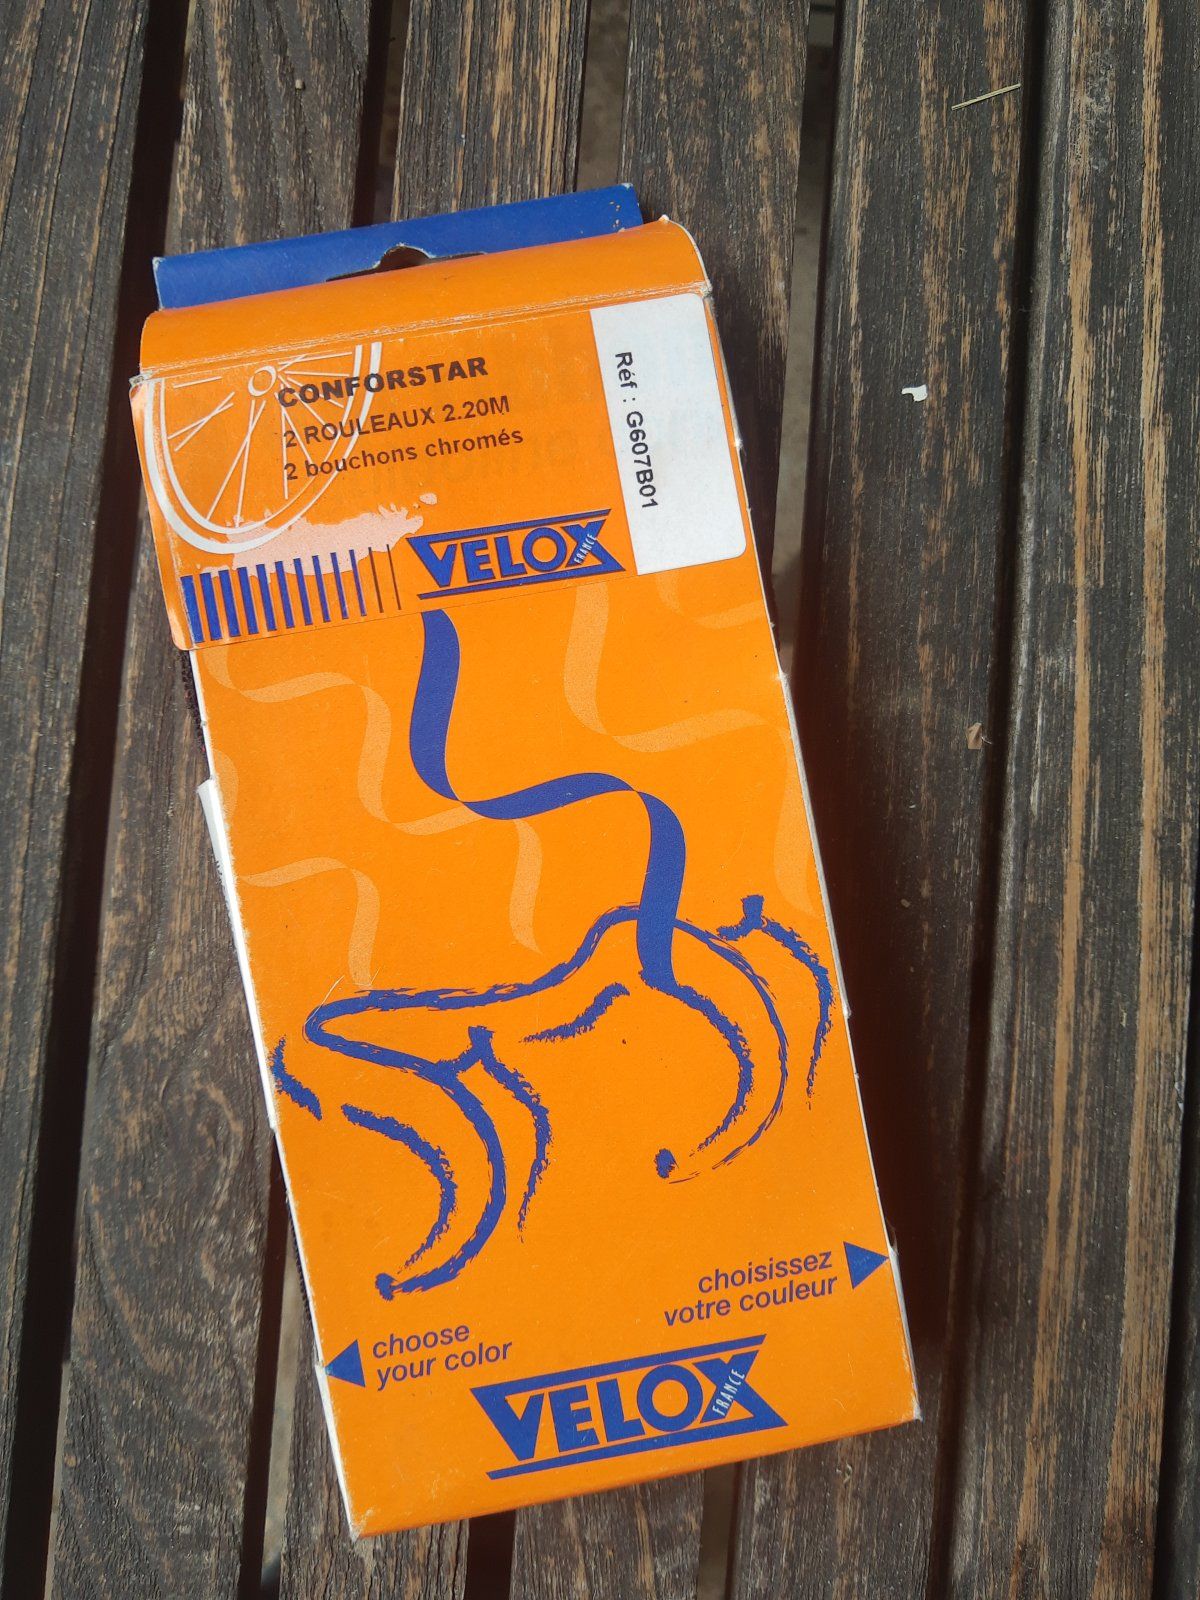 CONFORSTAR
2 ROULEAUX 2.20M
2 bouchons chromés
Réf : G607B01
VELOX
FRANCE
choisissez
votre couleur
choose
your color
VELOX
FRANCE